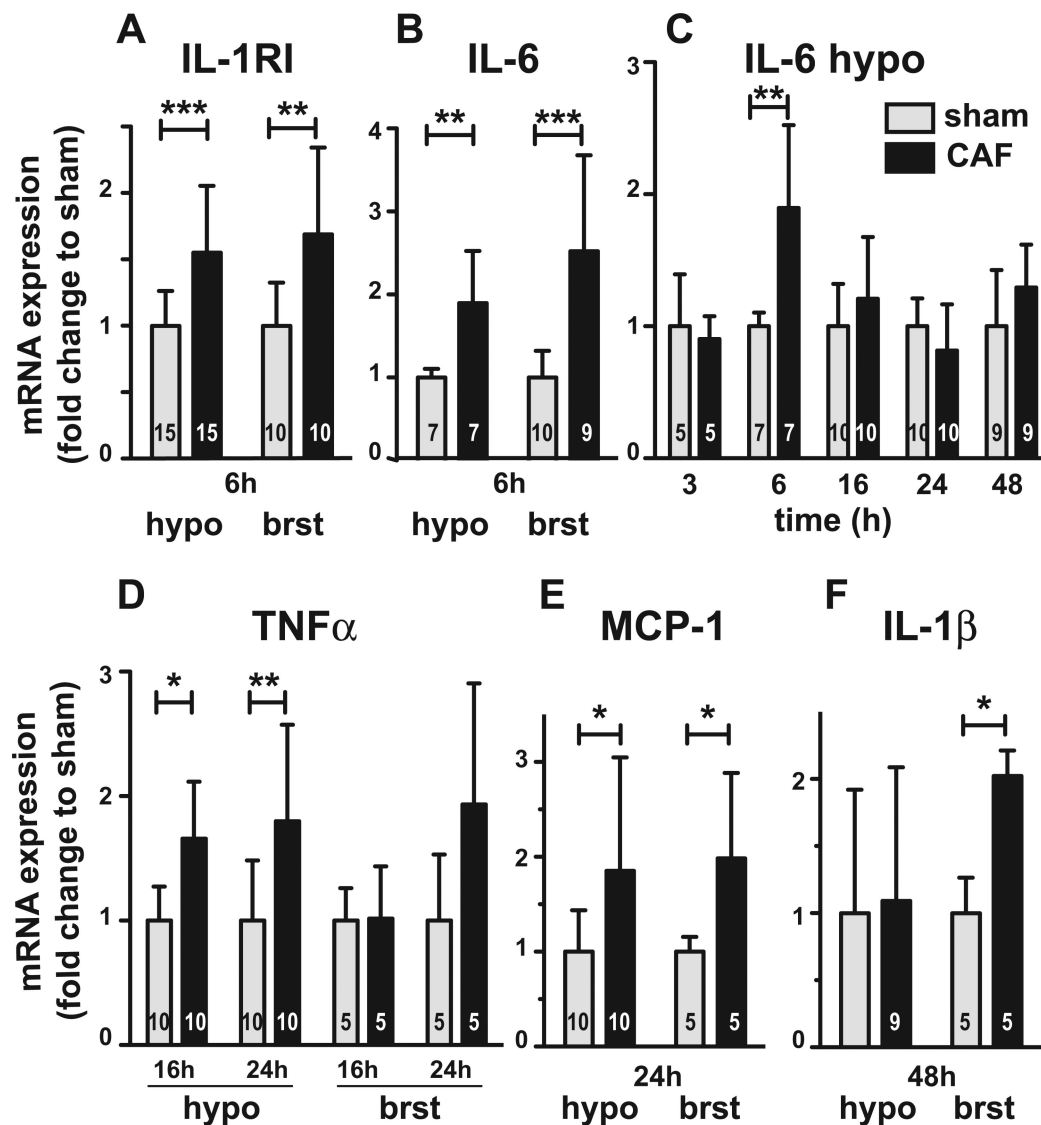 A
IL-1RI
B
IL-6
C
IL-6 hypo
sham
CAF
mRNA expression
(fold change to sham)
*** **
2
1
0
15 15 10 10
6h
hypo brst
** ***
4
3
2
1
0
7 7 10 9
6h
hypo brst
**
3
2
1
0
5 5 7 7 10 10 10 10 9 9
3 6 16 24 48
time (h)
D
TNFα
E
MCP-1
F
IL-1β
mRNA expression
(fold change to sham)
* **
3
2
1
0
10 10 10 10 5 5 5 5
16h 24h 16h 24h
hypo brst
* *
3
2
1
0
10 10 5 5
24h
hypo brst
*
2
1
0
9 5 5
48h
hypo brst